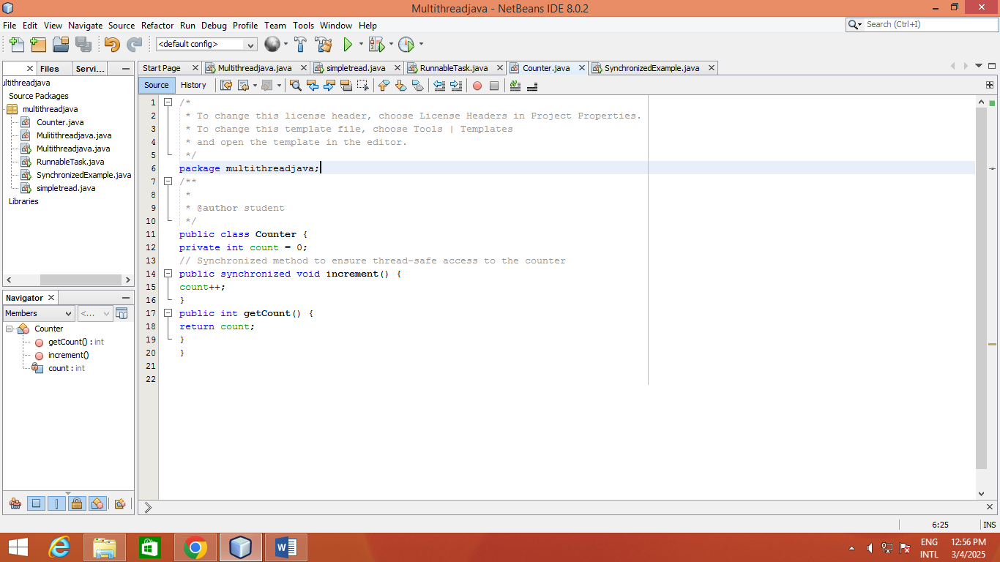 Multithreadjava - NetBeans IDE 8.0.2
File Edit View Navigate Source Refactor Run Debug Profile Team Tools Window Help
Search (Ctrl+I)
<default config>
Files Servi...
Start Page Multithreadjava.java simpletread.java RunnableTask.java Counter.java SynchronizedExample.java
Source History
ultithreadjava
Source Packages
multithreadjava
Counter.java
Mulitithreadjava.java
Multithreadjava.java
RunnableTask.java
SynchronizedExample.java
simpletread.java
Libraries
Navigator
Members <...
Counter
getCount() : int
increment()
count : int
1 /*
2 * To change this license header, choose License Headers in Project Properties.
3 * To change this template file, choose Tools | Templates
4 * and open the template in the editor.
5 */
6 package multithreadjava;
7 /**
8 *
9 * @author student
10 */
11 public class Counter {
12 private int count = 0;
13 // Synchronized method to ensure thread-safe access to the counter
14 public synchronized void increment() {
15 count++;
16 }
17 public int getCount() {
18 return count;
19 }
20 }
21
22
6:25 INS
ENG 12:56 PM
INTL 3/4/2025